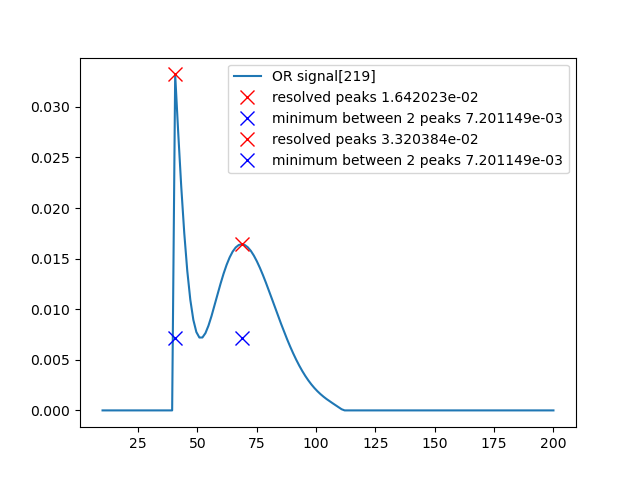 OR signal[219]
resolved peaks 1.642023e-02
minimum between 2 peaks 7.201149e-03
resolved peaks 3.320384e-02
minimum between 2 peaks 7.201149e-03
0.030
0.025
0.020
0.015
0.010
0.005
0.000
25 50 75 100 125 150 175 200